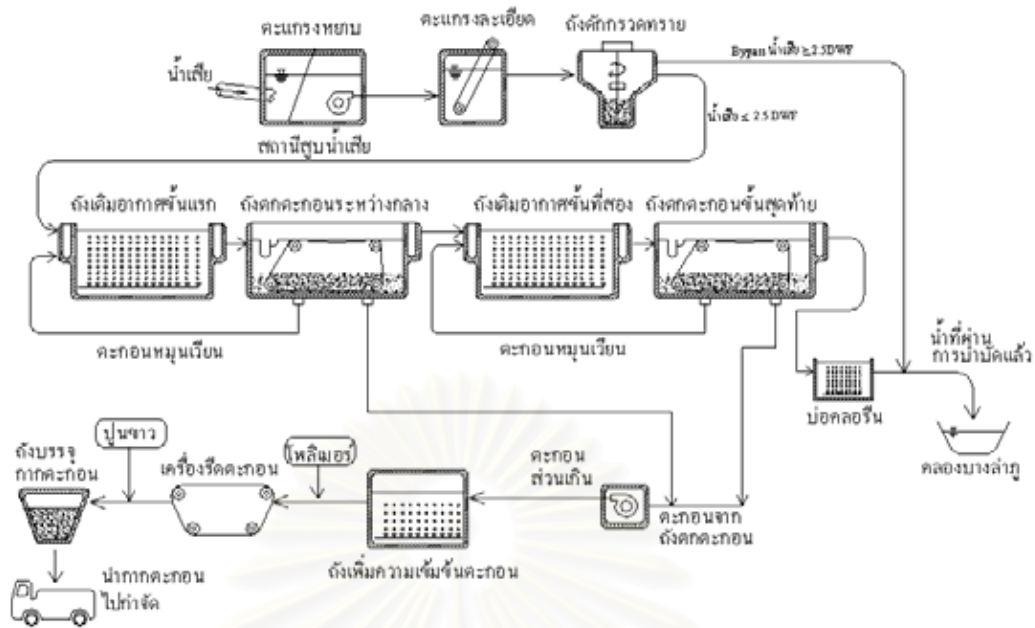 ตะแกรงหยาบ
ตะแกรงละเอียด
ถังดักกรวดทราย
น้ำเสีย
Bypass น้ำเสีย ≥ 2.5DWF
น้ำเสีย ≤ 2.5 DWF
สถานีสูบน้ำเสีย
ถังเติมอากาศขั้นแรก
ถังตกตะกอนระหว่างกลาง
ถังเติมอากาศขั้นที่สอง
ถังตกตะกอนขั้นสุดท้าย
ตะกอนหมุนเวียน
ตะกอนหมุนเวียน
น้ำที่ผ่าน
การบำบัดแล้ว
บ่อคลอรีน
คลองบางลำภู
ปูนขาว
โพลิเมอร์
ถังบรรจุ
กากตะกอน
เครื่องรีดตะกอน
ตะกอน
ส่วนเกิน
ตะกอนจาก
ถังตกตะกอน
ถังเพิ่มความเข้มข้นตะกอน
นำกากตะกอน
ไปกำจัด